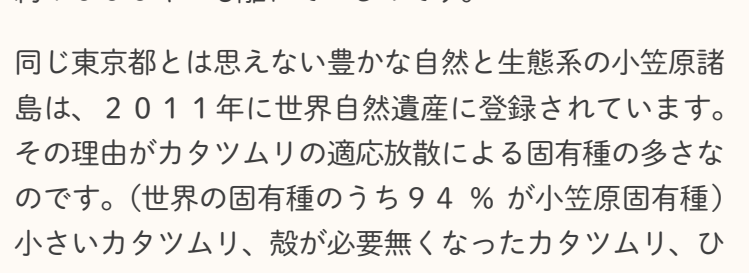 同じ東京都とは思えない豊かな自然と生態系の小笠原諸
島は、２０１１年に世界自然遺産に登録されています。
その理由がカタツムリの適応放散による固有種の多さな
のです。（世界の固有種のうち９４ ％ が小笠原固有種）
小さいカタツムリ、殻が必要無くなったカタツムリ、ひ